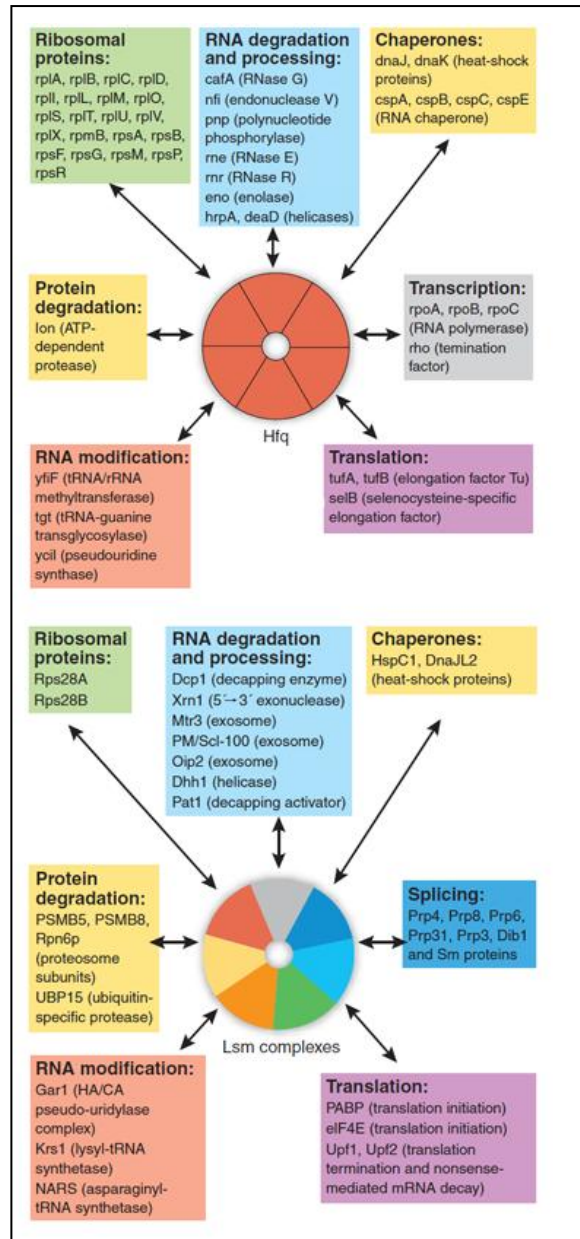 Ribosomal
proteins:
rplA, rplB, rplC, rplD,
rplI, rplL, rplM, rplO,
rplS, rplT, rplU, rplV,
rplX, rpmB, rpsA, rpsB,
rpsF, rpsG, rpsM, rpsP,
rpsR
RNA degradation
and processing:
cafA (RNase G)
nfi (endonuclease V)
pnp (polynucleotide
phosphorylase)
rne (RNase E)
rnr (RNase R)
eno (enolase)
hrpA, deaD (helicases)
Chaperones:
dnaJ, dnaK (heat-shock
proteins)
cspA, cspB, cspC, cspE
(RNA chaperone)
Protein
degradation:
lon (ATP-
dependent
protease)
Transcription:
rpoA, rpoB, rpoC
(RNA polymerase)
rho (temination
factor)
Hfq
RNA modification:
yfiF (tRNA/rRNA
methyltransferase)
tgt (tRNA-guanine
transglycosylase)
ycil (pseudouridine
synthase)
Translation:
tufA, tufB (elongation factor Tu)
selB (selenocysteine-specific
elongation factor)
Ribosomal
proteins:
Rps28A
Rps28B
RNA degradation
and processing:
Dcp1 (decapping enzyme)
Xrn1 (5´→3´ exonuclease)
Mtr3 (exosome)
PM/Scl-100 (exosome)
Oip2 (exosome)
Dhh1 (helicase)
Pat1 (decapping activator)
Chaperones:
HspC1, DnaJL2
(heat-shock proteins)
Protein
degradation:
PSMB5, PSMB8,
Rpn6p
(proteosome
subunits)
UBP15 (ubiquitin-
specific protease)
Splicing:
Prp4, Prp8, Prp6,
Prp31, Prp3, Dib1
and Sm proteins
Lsm complexes
RNA modification:
Gar1 (HA/CA
pseudo-uridylase
complex)
Krs1 (lysyl-tRNA
synthetase)
NARS (asparaginyl-
tRNA synthetase)
Translation:
PABP (translation initiation)
eIF4E (translation initiation)
Upf1, Upf2 (translation
termination and nonsense-
mediated mRNA decay)